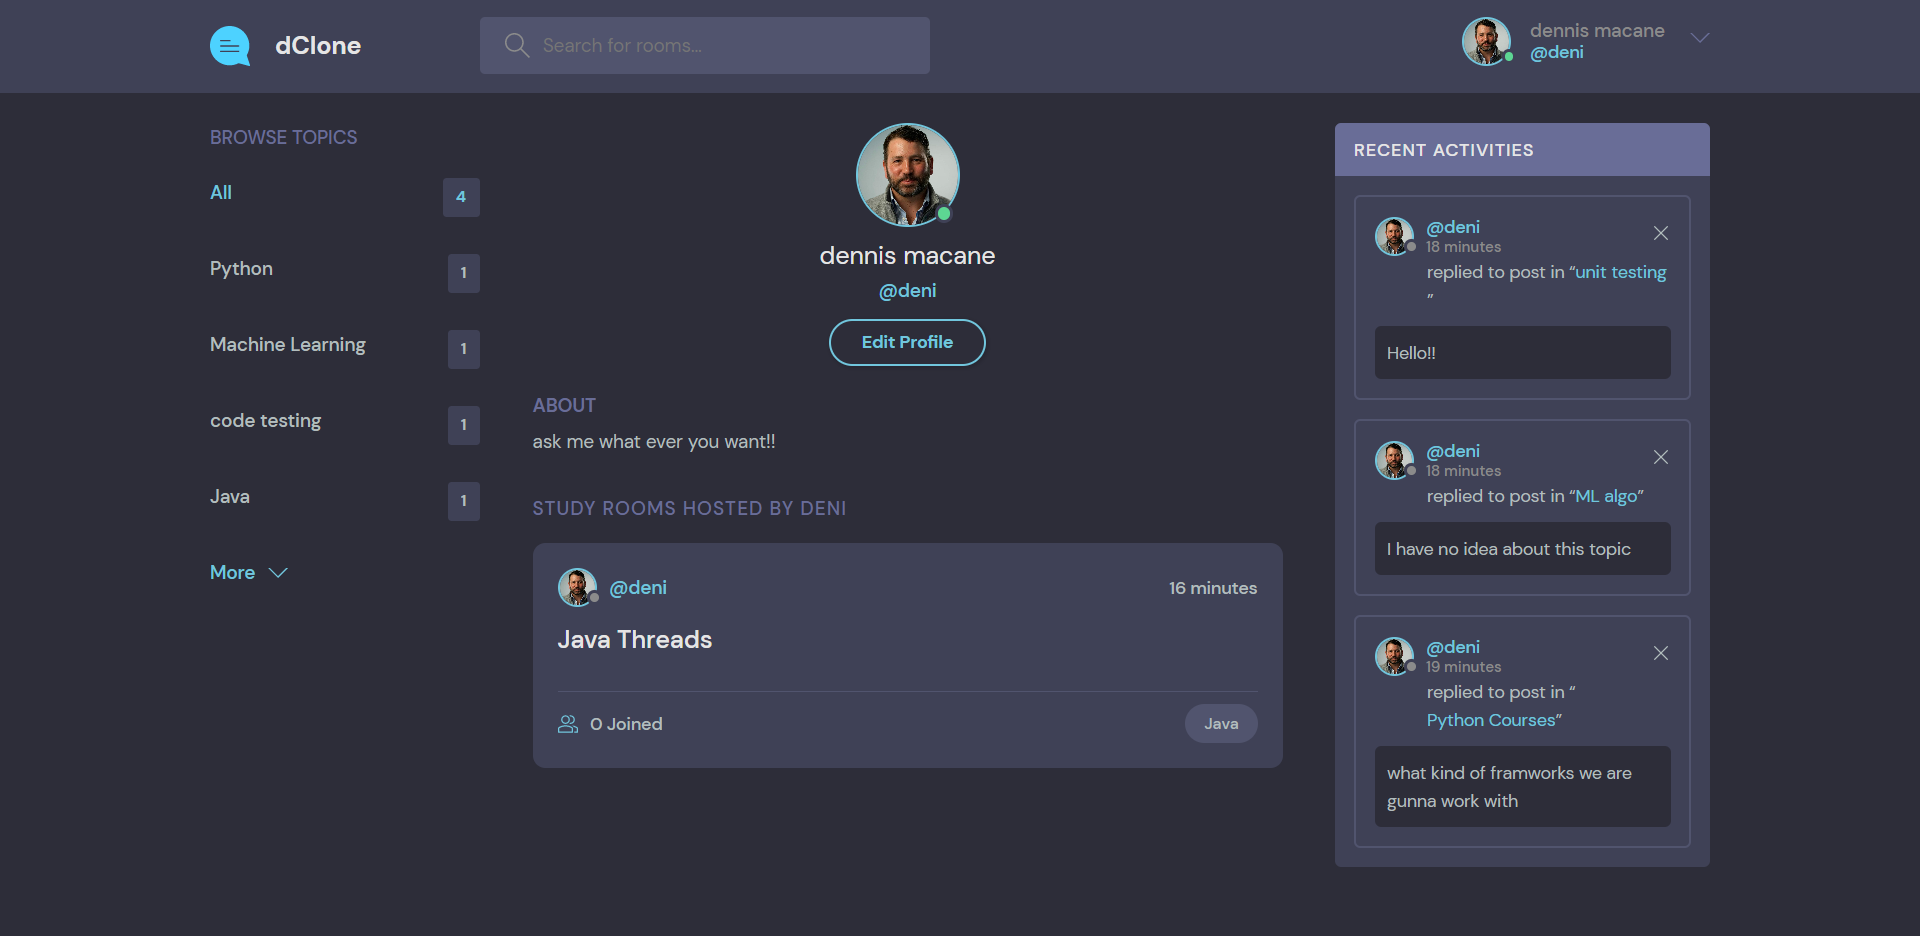 dClone
Search for rooms...
dennis macane
@deni
BROWSE TOPICS
All
4
Python
1
Machine Learning
1
code testing
1
Java
1
More
dennis macane
@deni
Edit Profile
ABOUT
ask me what ever you want!!
STUDY ROOMS HOSTED BY DENI
@deni
16 minutes
Java Threads
0 Joined
Java
RECENT ACTIVITIES
@deni
18 minutes
replied to post in “unit testing
”
Hello!!
@deni
18 minutes
replied to post in “ML algo”
I have no idea about this topic
@deni
19 minutes
replied to post in “
Python Courses”
what kind of framworks we are
gunna work with